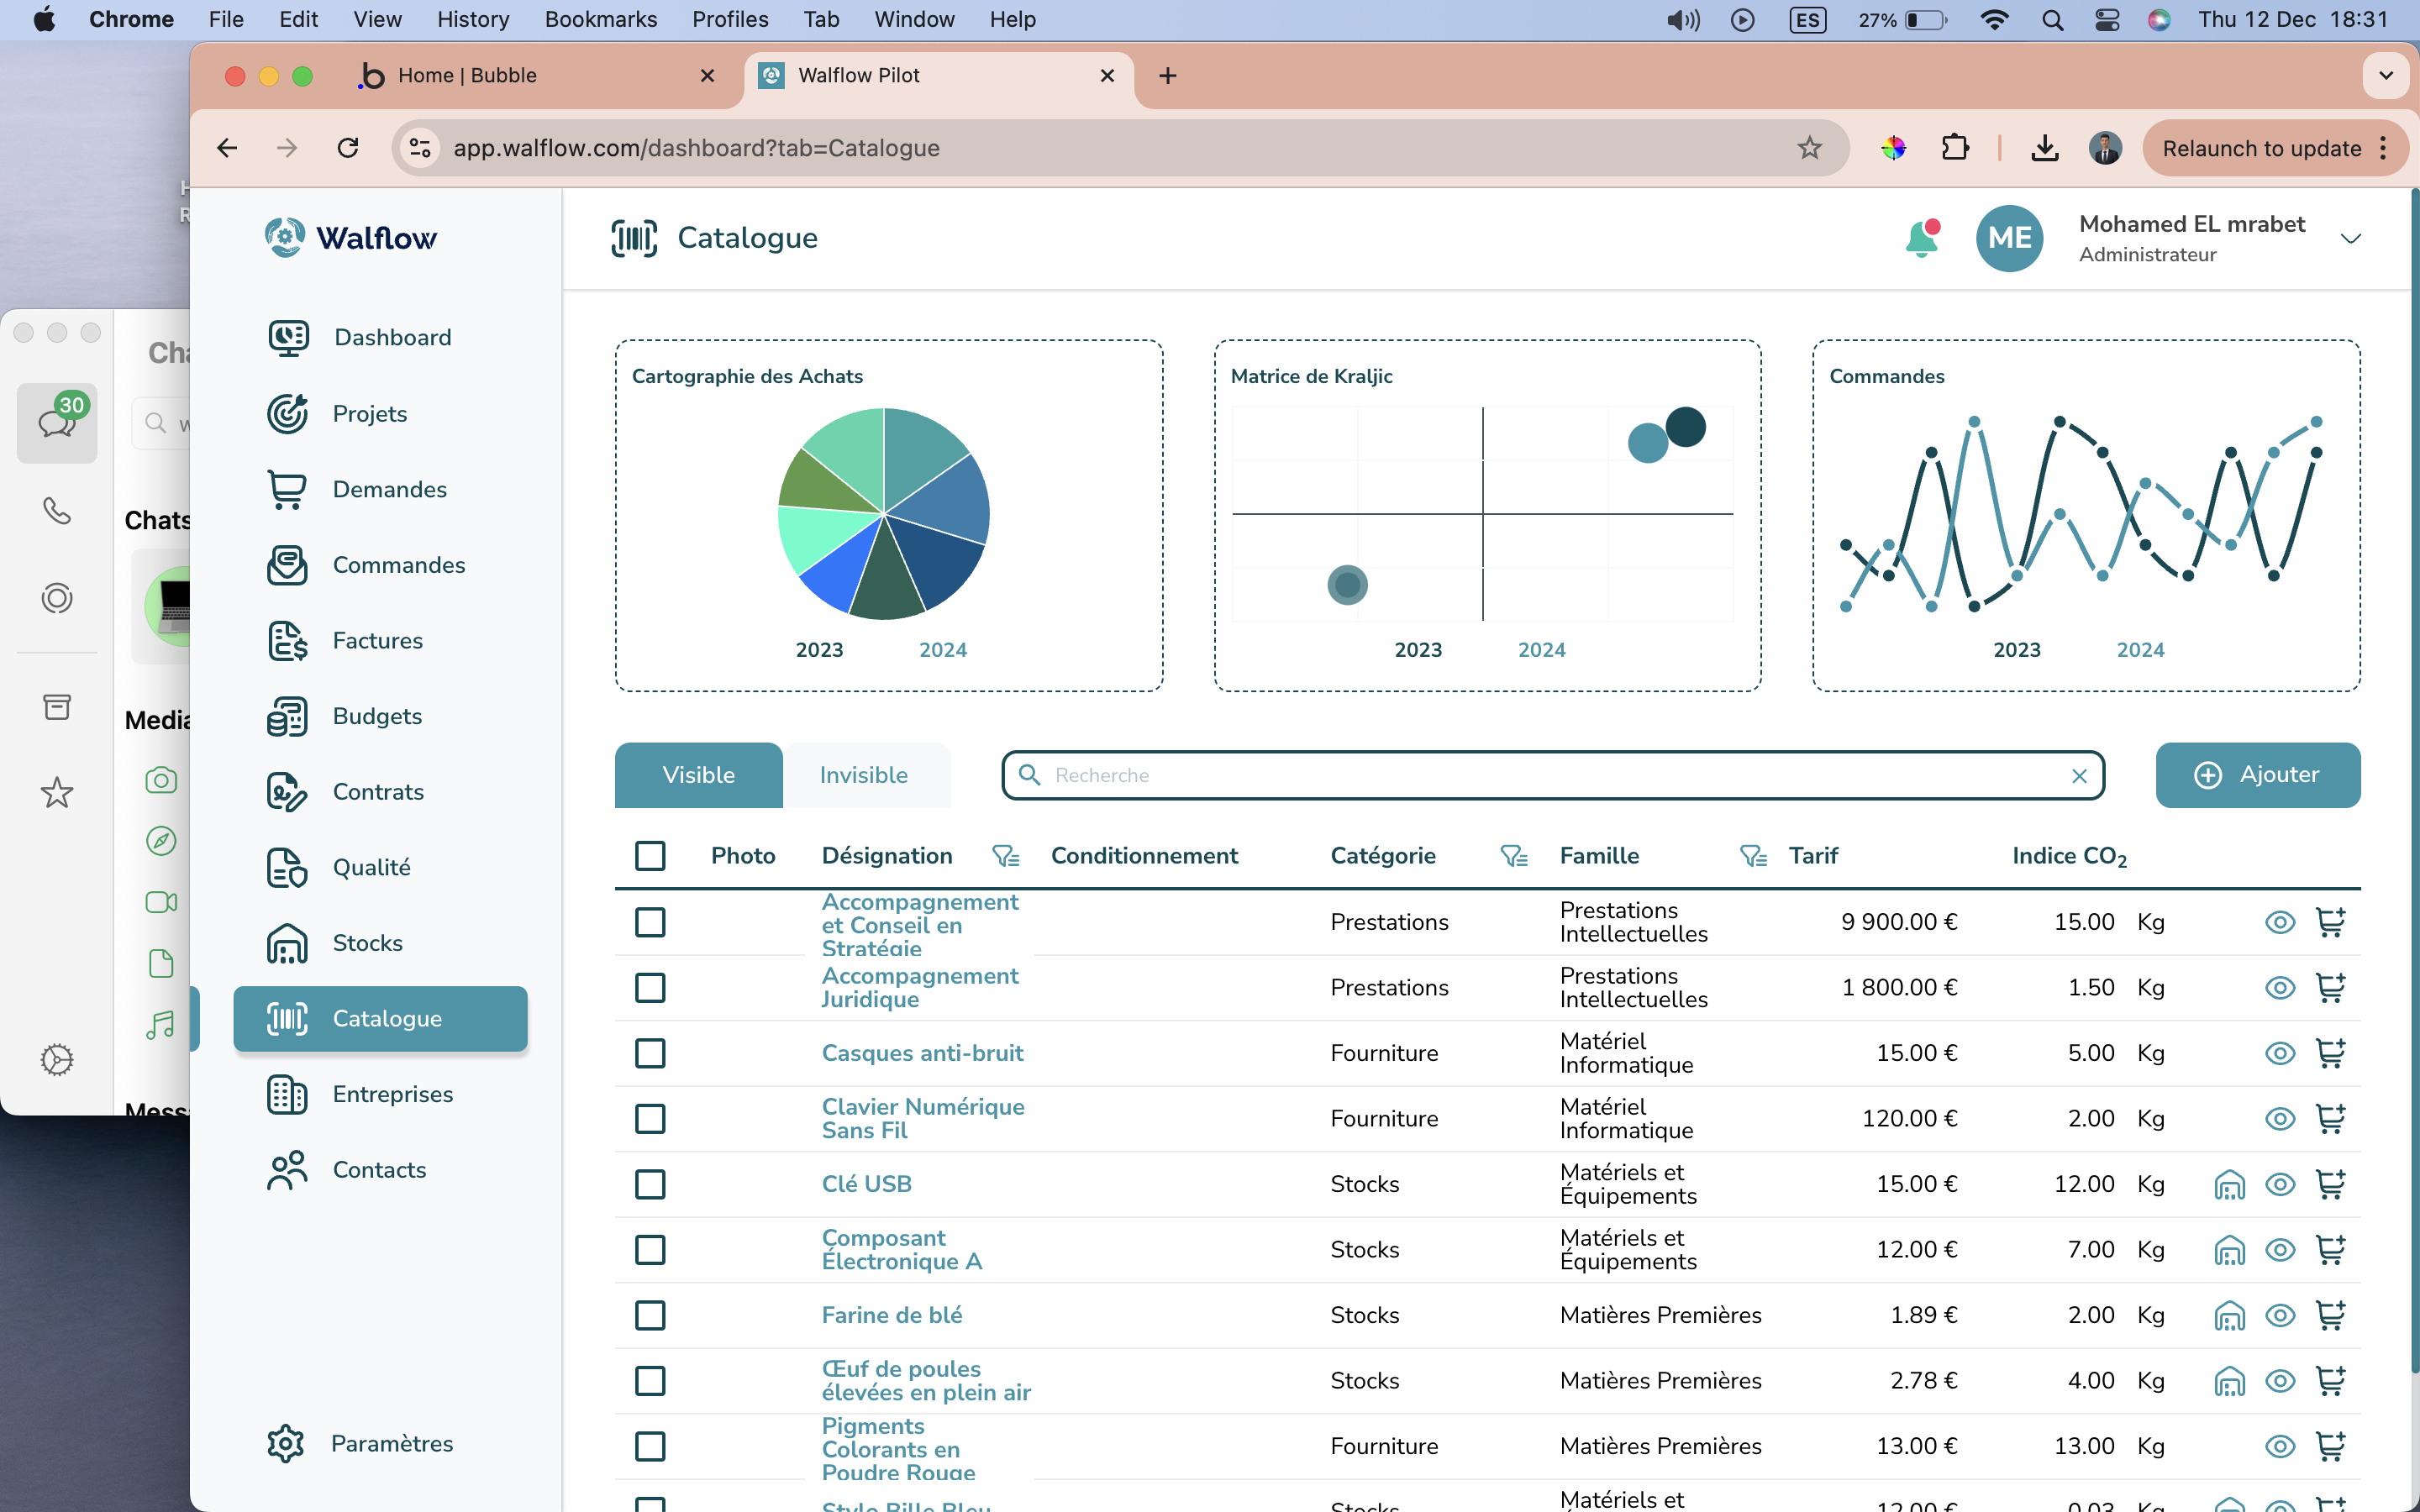 Chrome File Edit View History Bookmarks Profiles Tab Window Help ES 27% Thu 12 Dec 18:31
Home | Bubble
Walflow Pilot
app.walflow.com/dashboard?tab=Catalogue
Relaunch to update
Walflow
Catalogue
ME
Mohamed EL mrabet
Administrateur
30
Chats
Dashboard
Projets
Demandes
Commandes
Factures
Budgets
Contrats
Qualité
Stocks
Catalogue
Entreprises
Contacts
Paramètres
Cartographie des Achats
2023 2024
Matrice de Kraljic
2023 2024
Commandes
2023 2024
Visible
Invisible
Recherche
Ajouter
Photo Désignation Conditionnement Catégorie Famille Tarif Indice CO2
Accompagnement
et Conseil en
Stratégie
Prestations
Prestations
Intellectuelles
9 900.00 € 15.00 Kg
Accompagnement
Juridique
Prestations
Prestations
Intellectuelles
1 800.00 € 1.50 Kg
Casques anti-bruit
Fourniture
Matériel
Informatique
15.00 € 5.00 Kg
Clavier Numérique
Sans Fil
Fourniture
Matériel
Informatique
120.00 € 2.00 Kg
Clé USB
Stocks
Matériels et
Équipements
15.00 € 12.00 Kg
Composant
Électronique A
Stocks
Matériels et
Équipements
12.00 € 7.00 Kg
Farine de blé
Stocks
Matières Premières
1.89 € 2.00 Kg
Œuf de poules
élevées en plein air
Stocks
Matières Premières
2.78 € 4.00 Kg
Pigments
Colorants en
Poudre Rouge
Fourniture
Matières Premières
13.00 € 13.00 Kg
Stylo Bille Bleu
Stocks
Matériels et
12.00 € 0.03 Kg